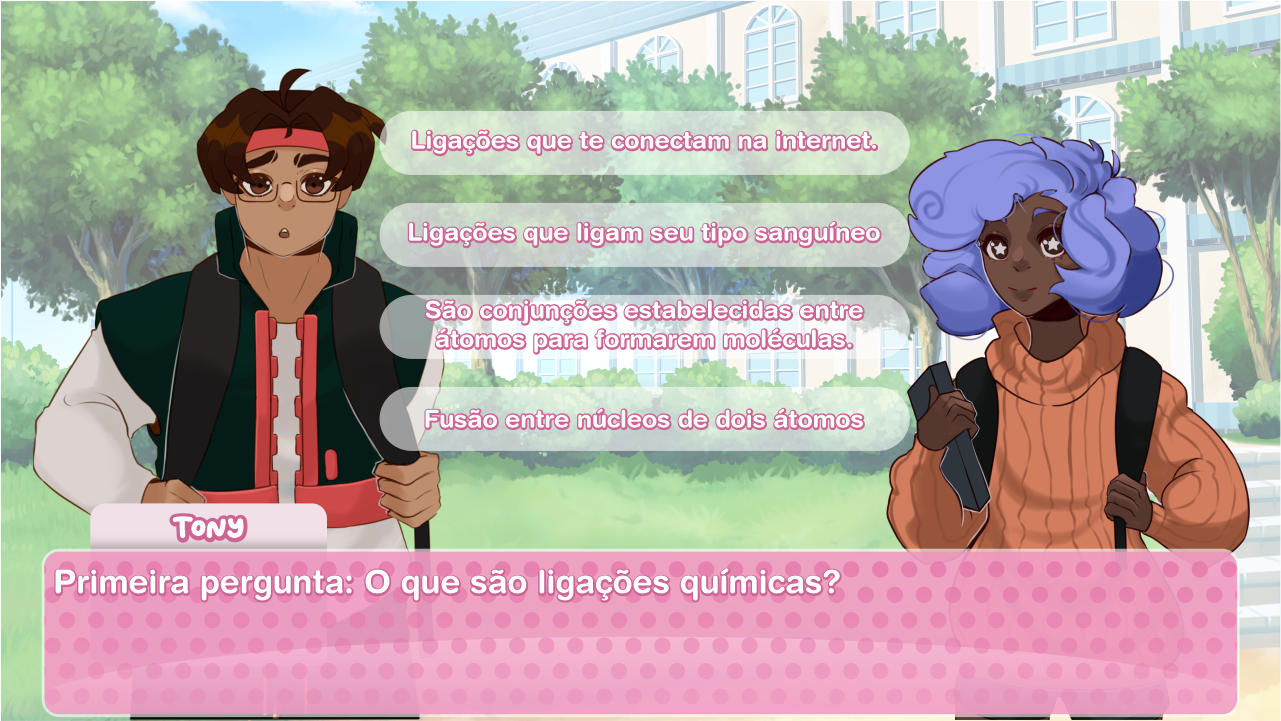 Ligações que te conectam na internet.
Ligações que ligam seu tipo sanguíneo
São conjunções estabelecidas entre
átomos para formarem moléculas.
Fusão entre núcleos de dois átomos
TONY
Primeira pergunta: O que são ligações químicas?